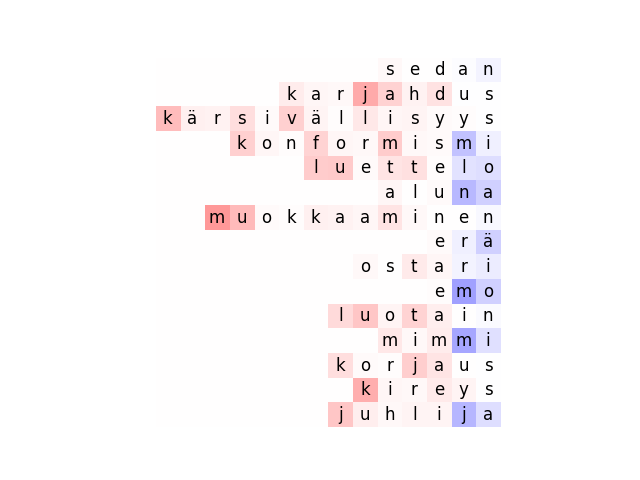 sedan
karjahdus
kärsivällisyys
konformismi
luettelo
aluna
muokkaaminen
erä
ostari
emo
luotain
mimmi
korjaus
kireys
juhlija